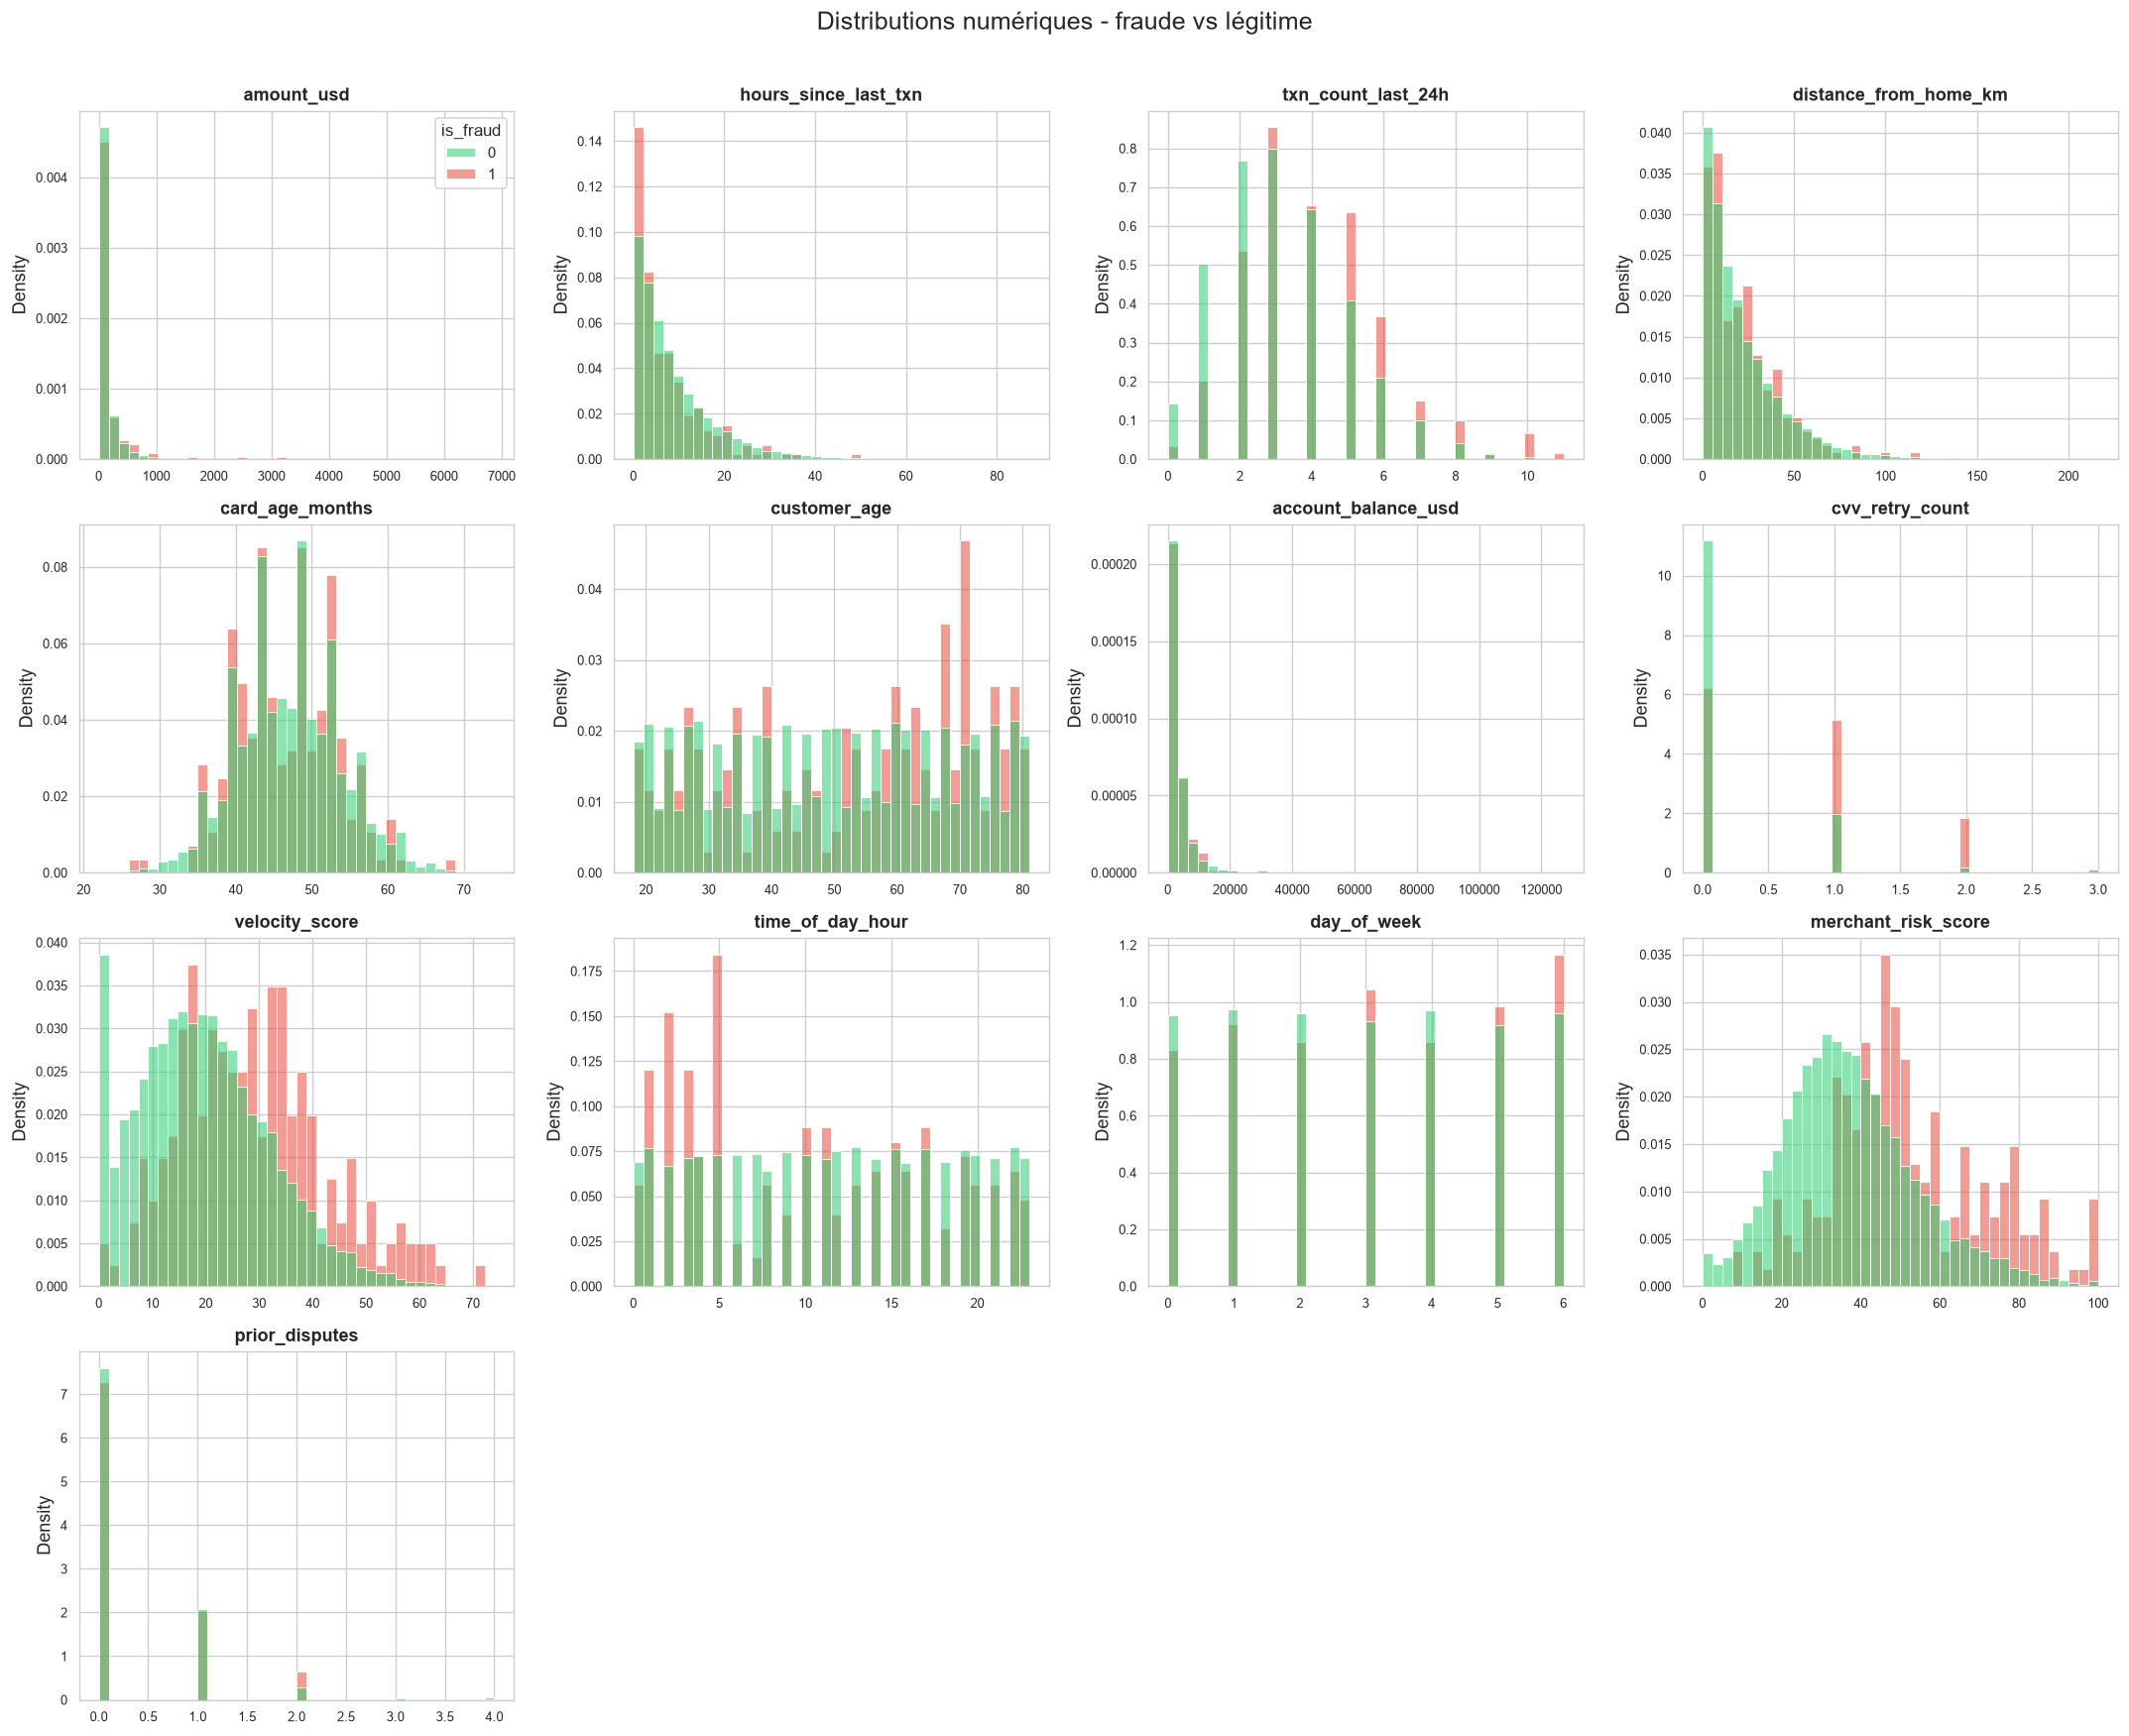 Distributions numériques - fraude vs légitime
amount_usd
Density
0.004
0.003
0.002
0.001
0.000
0 1000 2000 3000 4000 5000 6000 7000
is_fraud
0
1
hours_since_last_txn
Density
0.14
0.12
0.10
0.08
0.06
0.04
0.02
0.00
0 20 40 60 80
txn_count_last_24h
Density
0.8
0.7
0.6
0.5
0.4
0.3
0.2
0.1
0.0
0 2 4 6 8 10
distance_from_home_km
Density
0.040
0.035
0.030
0.025
0.020
0.015
0.010
0.005
0.000
0 50 100 150 200
card_age_months
Density
0.08
0.06
0.04
0.02
0.00
20 30 40 50 60 70
customer_age
Density
0.04
0.03
0.02
0.01
0.00
20 30 40 50 60 70 80
account_balance_usd
Density
0.00020
0.00015
0.00010
0.00005
0.00000
0 20000 40000 60000 80000 100000 120000
cvv_retry_count
Density
10
8
6
4
2
0
0.0 0.5 1.0 1.5 2.0 2.5 3.0
velocity_score
Density
0.040
0.035
0.030
0.025
0.020
0.015
0.010
0.005
0.000
0 10 20 30 40 50 60 70
time_of_day_hour
Density
0.175
0.150
0.125
0.100
0.075
0.050
0.025
0.000
0 5 10 15 20
day_of_week
Density
1.2
1.0
0.8
0.6
0.4
0.2
0.0
0 1 2 3 4 5 6
merchant_risk_score
Density
0.035
0.030
0.025
0.020
0.015
0.010
0.005
0.000
0 20 40 60 80 100
prior_disputes
Density
7
6
5
4
3
2
1
0
0.0 0.5 1.0 1.5 2.0 2.5 3.0 3.5 4.0